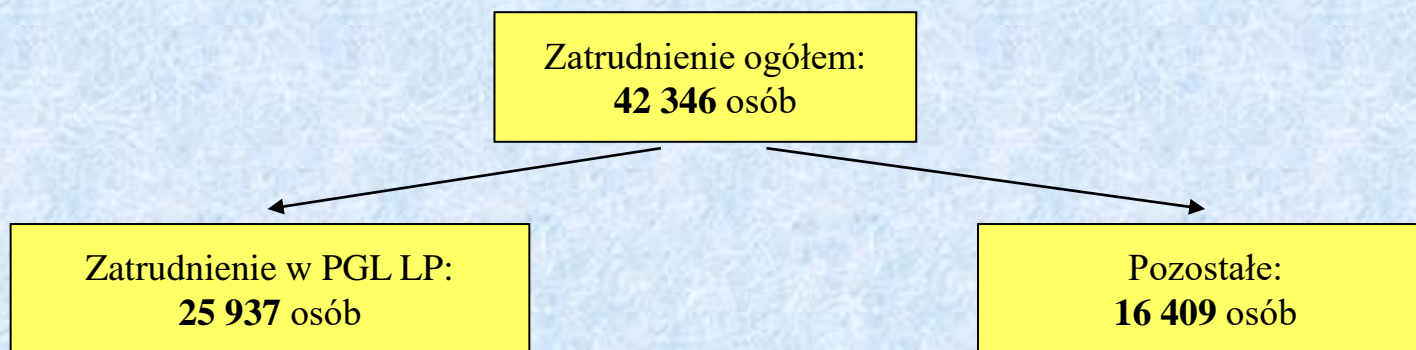 Zatrudnienie ogółem:
42 346 osób
Zatrudnienie w PGL LP:
25 937 osób
Pozostałe:
16 409 osób